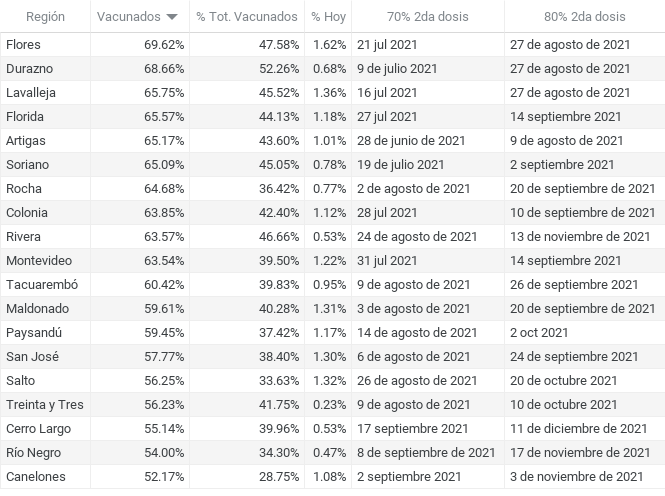 Región Vacunados % Tot. Vacunados % Hoy 70% 2da dosis 80% 2da dosis
Flores 69.62% 47.58% 1.62% 21 jul 2021 27 de agosto de 2021
Durazno 68.66% 52.26% 0.68% 9 de julio 2021 27 de agosto de 2021
Lavalleja 65.75% 45.52% 1.36% 16 jul 2021 27 de agosto de 2021
Florida 65.57% 44.13% 1.18% 27 jul 2021 14 septiembre 2021
Artigas 65.17% 43.60% 1.01% 28 de junio de 2021 9 de agosto de 2021
Soriano 65.09% 45.05% 0.78% 19 de julio 2021 2 septiembre 2021
Rocha 64.68% 36.42% 0.77% 2 de agosto de 2021 20 de septiembre de 2021
Colonia 63.85% 42.40% 1.12% 28 jul 2021 10 de septiembre de 2021
Rivera 63.57% 46.66% 0.53% 24 de agosto de 2021 13 de noviembre de 2021
Montevideo 63.54% 39.50% 1.22% 31 jul 2021 14 septiembre 2021
Tacuarembó 60.42% 39.83% 0.95% 9 de agosto de 2021 26 de septiembre 2021
Maldonado 59.61% 40.28% 1.31% 3 de agosto de 2021 20 de septiembre de 2021
Paysandú 59.45% 37.42% 1.17% 14 de agosto de 2021 2 oct 2021
San José 57.77% 38.40% 1.30% 6 de agosto de 2021 24 de septiembre 2021
Salto 56.25% 33.63% 1.32% 26 de agosto de 2021 20 de octubre 2021
Treinta y Tres 56.23% 41.75% 0.23% 9 de agosto de 2021 10 de octubre 2021
Cerro Largo 55.14% 39.96% 0.53% 17 septiembre 2021 11 de diciembre de 2021
Río Negro 54.00% 34.30% 0.47% 8 de septiembre de 2021 17 de noviembre de 2021
Canelones 52.17% 28.75% 1.08% 2 septiembre 2021 3 de noviembre de 2021